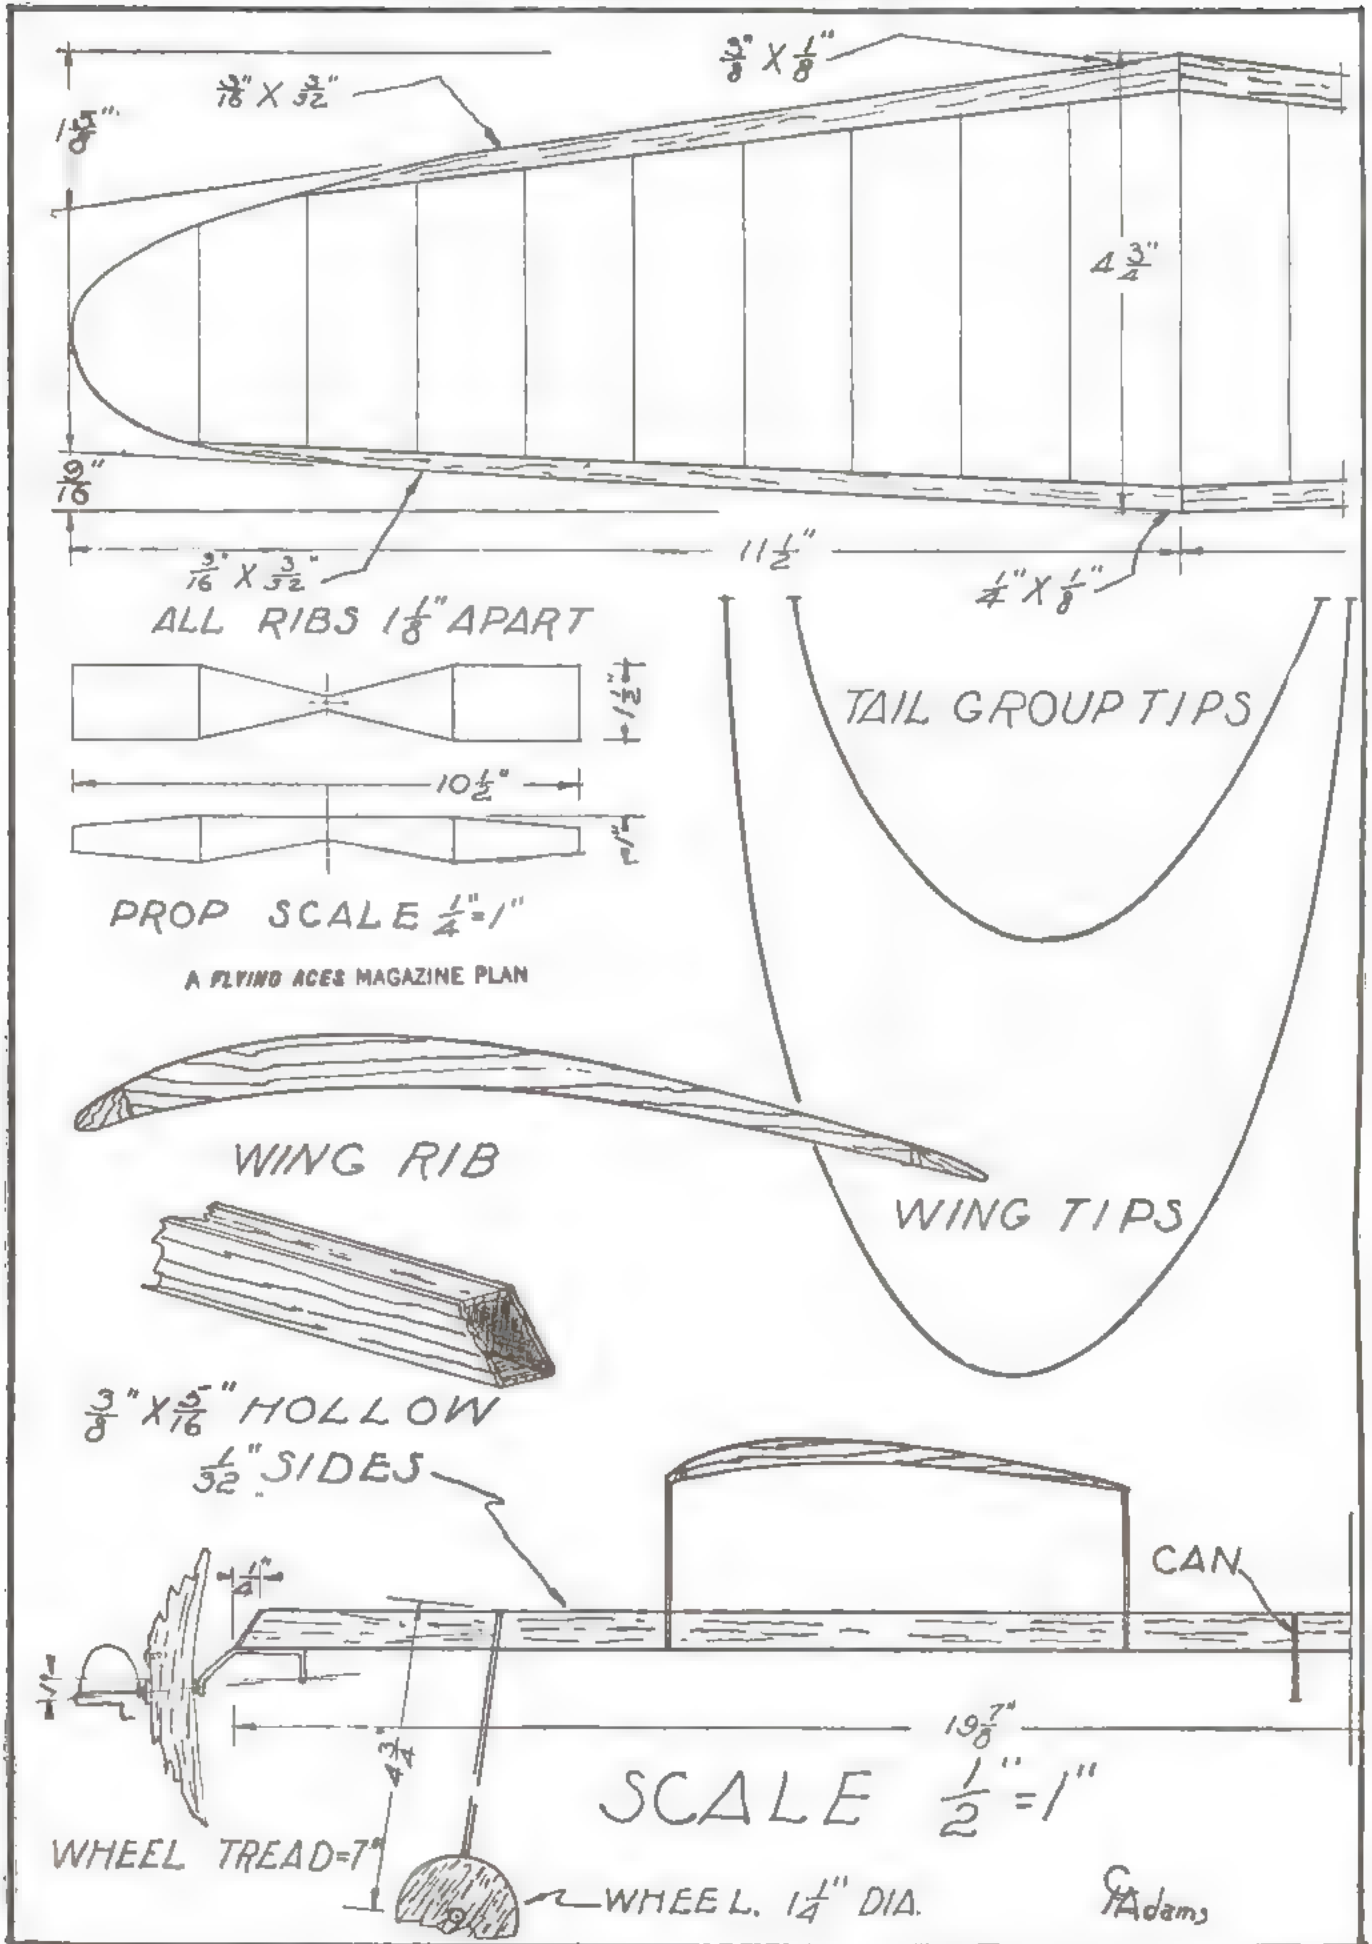 3/8" X 1/8"
3/16" X 3/32"
1 5/8"
4 3/4"
9/16"
11 1/2"
3/16" X 3/32"
1/4" X 1/8"
ALL RIBS 1 1/8" APART
1 1/2"
TAIL GROUP TIPS
10 1/2"
1"
PROP SCALE 1/4"=1"
A FLYING ACES MAGAZINE PLAN
WING RIB
WING TIPS
3/8" X 5/16" HOLLOW
1/32" SIDES
CAN
1/4"
19 7/8"
4 3/4"
SCALE 1/2"=1"
WHEEL TREAD=7"
WHEEL. 1 1/4" DIA.
Adams